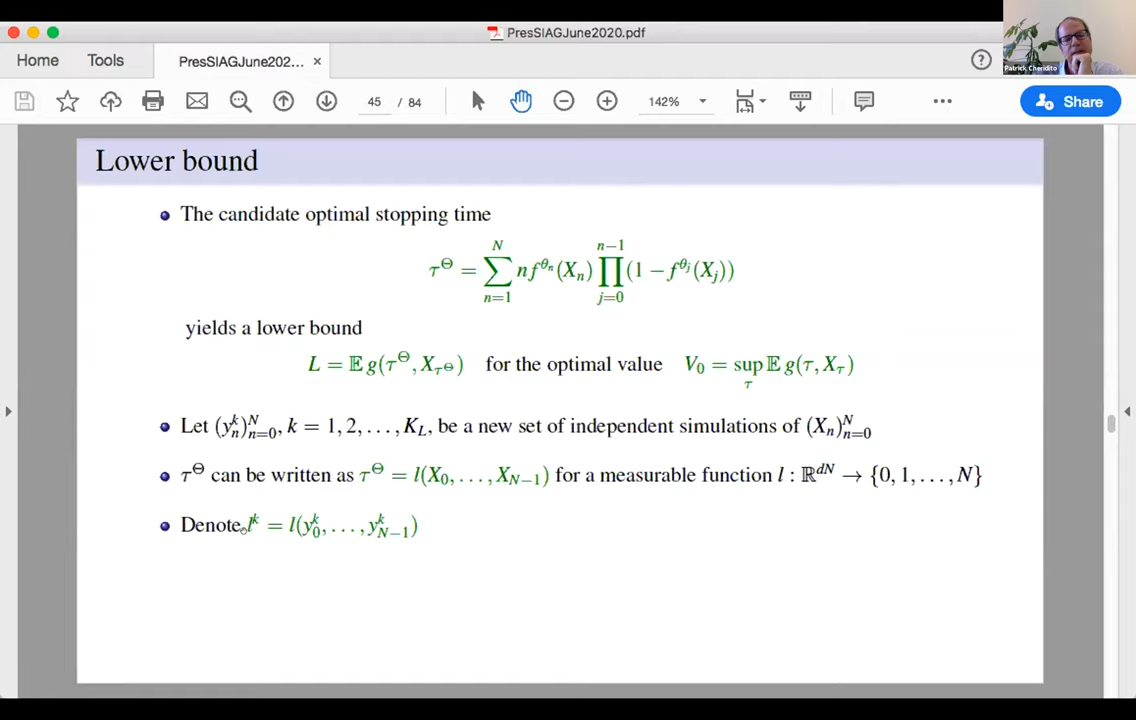 PresSIAGJune2020.pdf
Patrick Cheridito
Home Tools PresSIAGJune202... ×
45 / 84 142% ... Share
Lower bound
The candidate optimal stopping time
τ^Θ = ∑_{n=1}^{N} n f^{θ_n}(X_n) ∏_{j=0}^{n−1} (1 − f^{θ_j}(X_j))
yields a lower bound
L = 𝔼 g(τ^Θ, X_{τ^Θ}) for the optimal value V_0 = sup_τ 𝔼 g(τ, X_τ)
Let (y_n^k)_{n=0}^N, k = 1, 2, . . . , K_L, be a new set of independent simulations of (X_n)_{n=0}^N
τ^Θ can be written as τ^Θ = l(X_0, . . . , X_{N−1}) for a measurable function l : ℝ^{dN} → {0, 1, . . . , N}
Denote l^k = l(y_0^k, . . . , y_{N−1}^k)